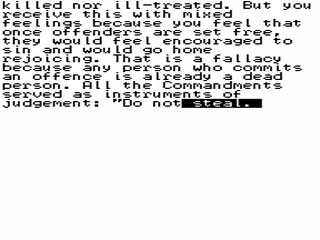 killed nor ill-treated. But you
receive this with mixed
feelings because you feel that
once offenders are set free,
they would feel encouraged to
sin and would go home
rejoicing. That is a fallacy
because any person who commits
an offence is already a dead
person. All the Commandments
served as instruments of
judgement: "Do not steal.